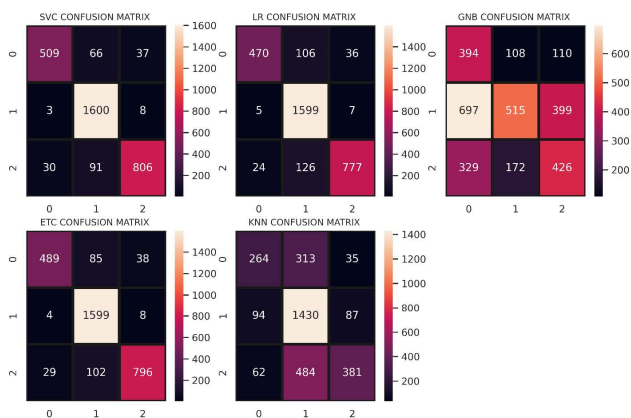 SVC CONFUSION MATRIX
0 509 66 37
1 3 1600 8
2 30 91 806
0 1 2
1600
1400
1200
1000
800
600
400
200
LR CONFUSION MATRIX
0 470 106 36
1 5 1599 7
2 24 126 777
0 1 2
1400
1200
1000
800
600
400
200
GNB CONFUSION MATRIX
0 394 108 110
1 697 515 399
2 329 172 426
0 1 2
600
500
400
300
200
ETC CONFUSION MATRIX
0 489 85 38
1 4 1599 8
2 29 102 796
0 1 2
1400
1200
1000
800
600
400
200
KNN CONFUSION MATRIX
0 264 313 35
1 94 1430 87
2 62 484 381
0 1 2
1400
1200
1000
800
600
400
200